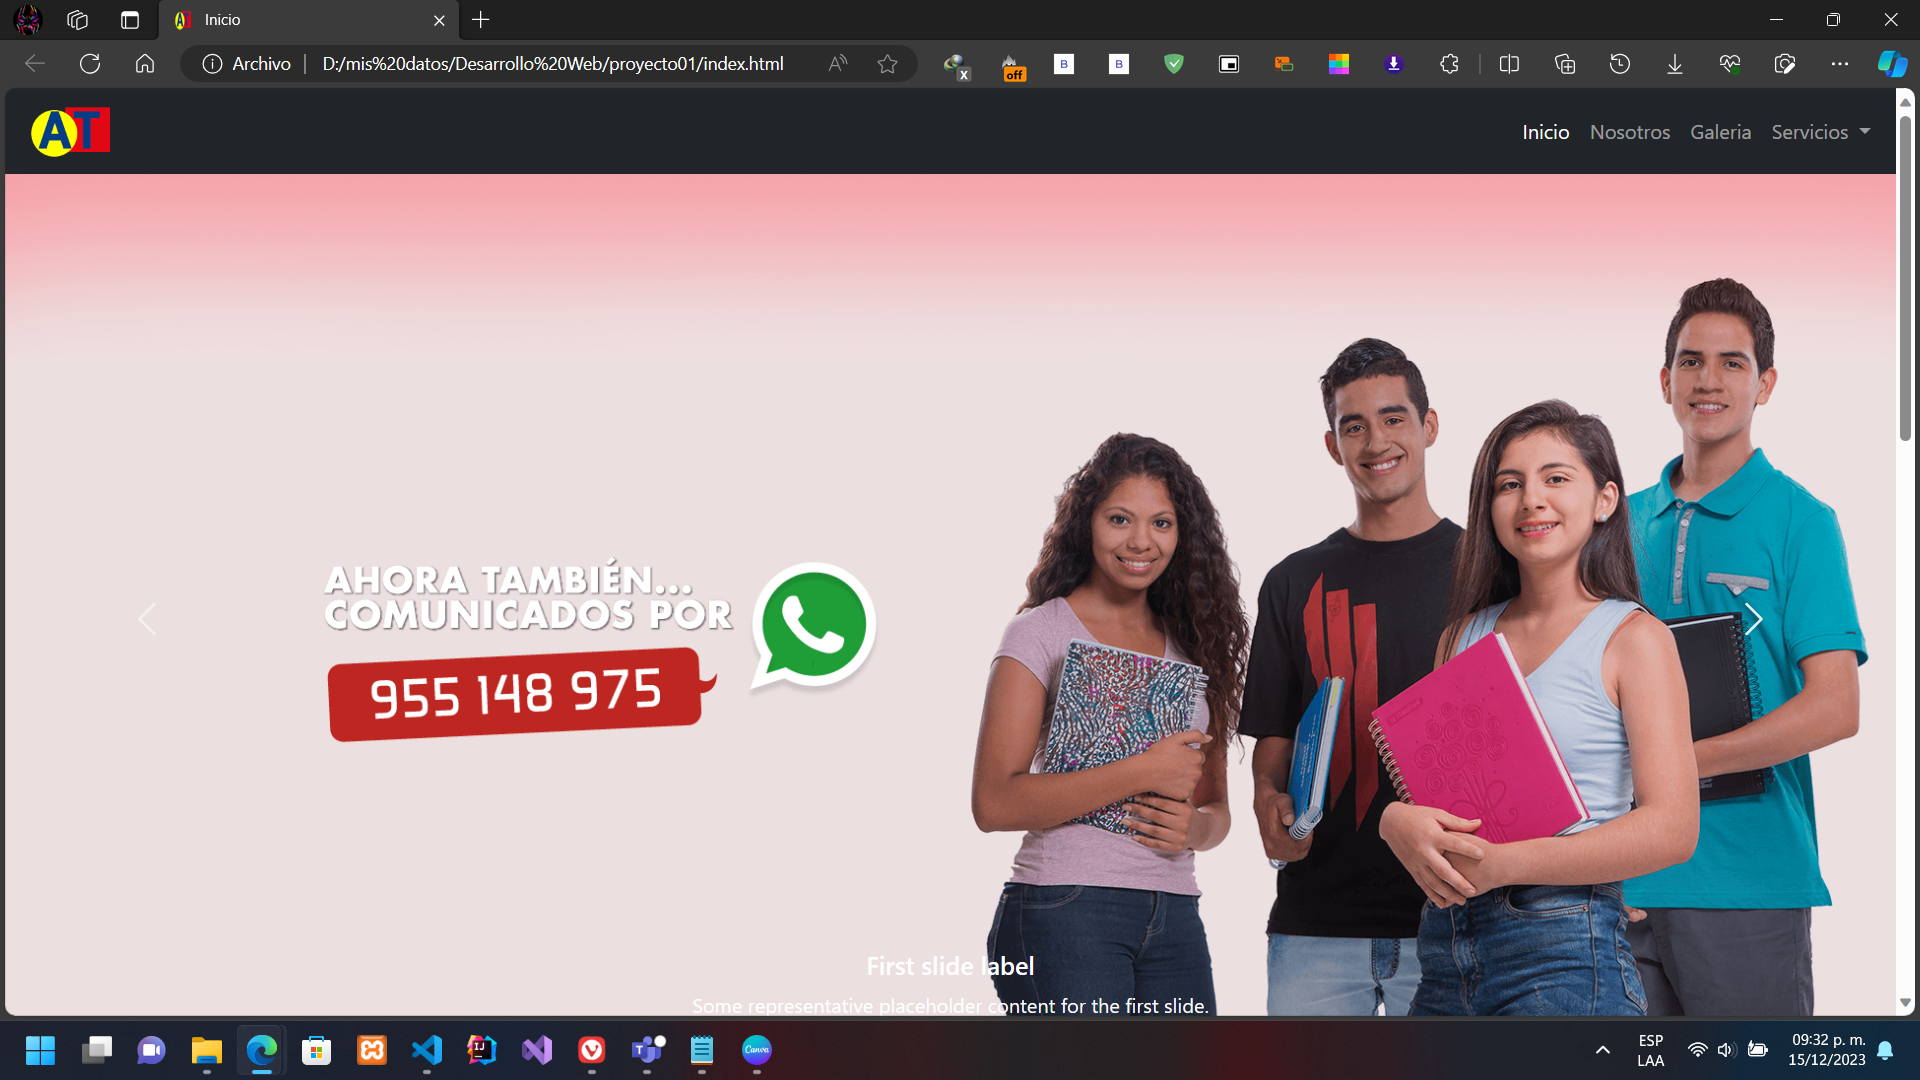 Inicio
Archivo
D:/mis%20datos/Desarrollo%20Web/proyecto01/index.html
X
off
B
B
AT
Inicio
Nosotros
Galeria
Servicios
AHORA TAMBIÉN...
COMUNICADOS POR
955 148 975
First slide label
Some representative placeholder content for the first slide.
IJ
T
Canva
ESP
LAA
09:32 p. m.
15/12/2023